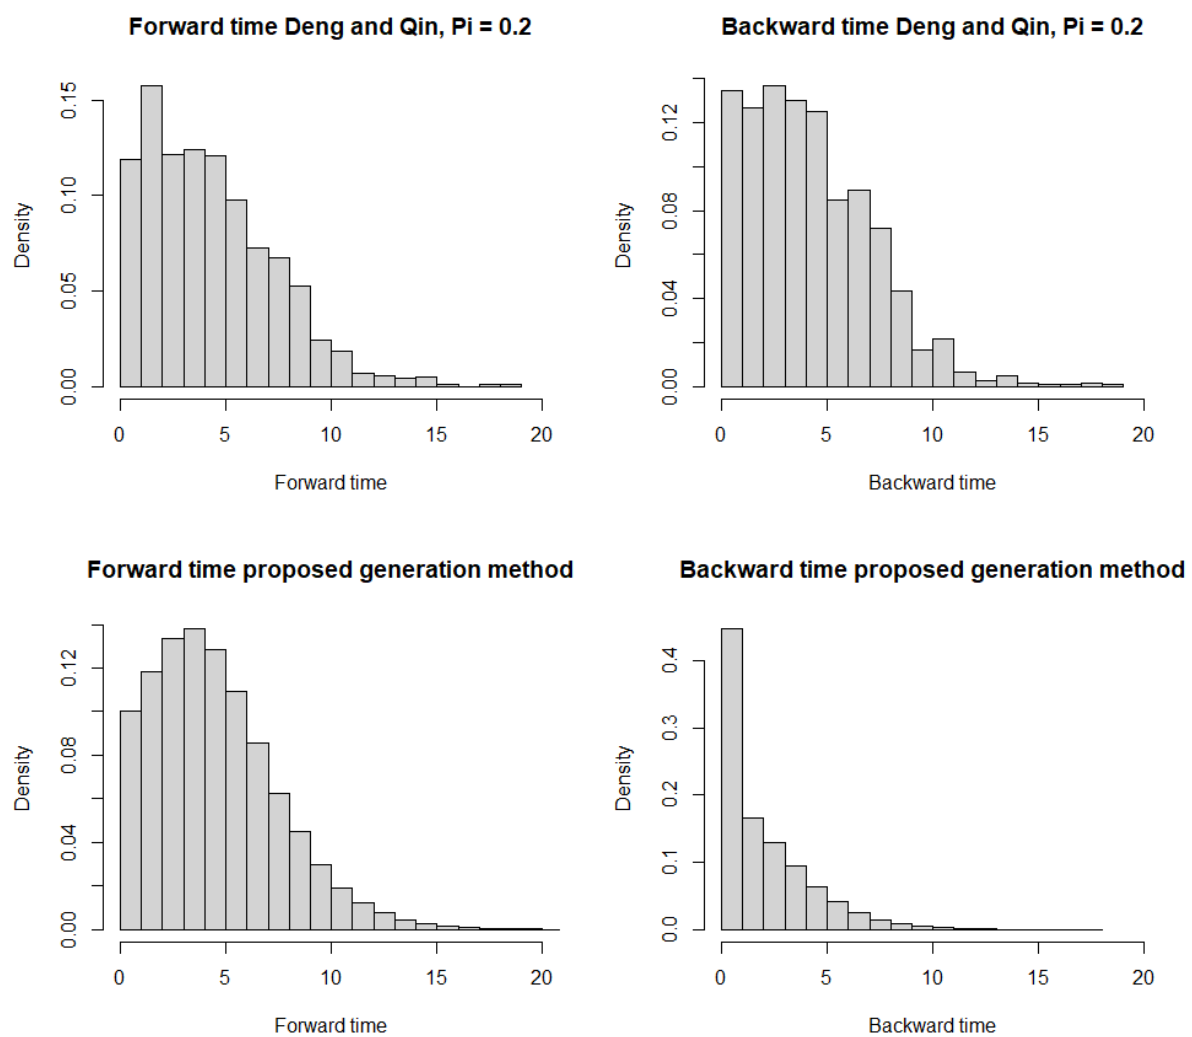 Forward time Deng and Qin, Pi = 0.2
Density
0.00 0.05 0.10 0.15
0 5 10 15 20
Forward time
Backward time Deng and Qin, Pi = 0.2
Density
0.00 0.04 0.08 0.12
0 5 10 15 20
Backward time
Forward time proposed generation method
Density
0.00 0.04 0.08 0.12
0 5 10 15 20
Forward time
Backward time proposed generation method
Density
0.0 0.1 0.2 0.3 0.4
0 5 10 15 20
Backward time